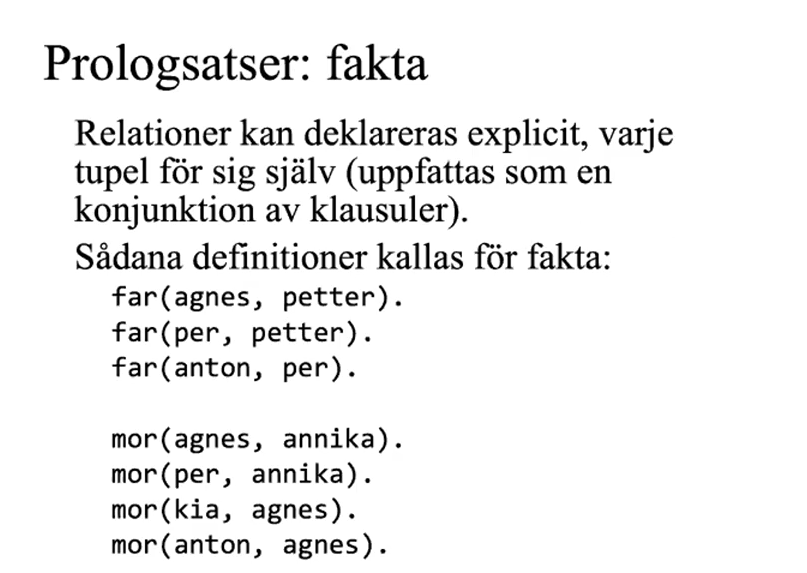 Prologsatser: fakta
Relationer kan deklareras explicit, varje
tupel för sig själv (uppfattas som en
konjunktion av klausuler).
Sådana definitioner kallas för fakta:
far(agnes, petter).
far(per, petter).
far(anton, per).
mor(agnes, annika).
mor(per, annika).
mor(kia, agnes).
mor(anton, agnes).